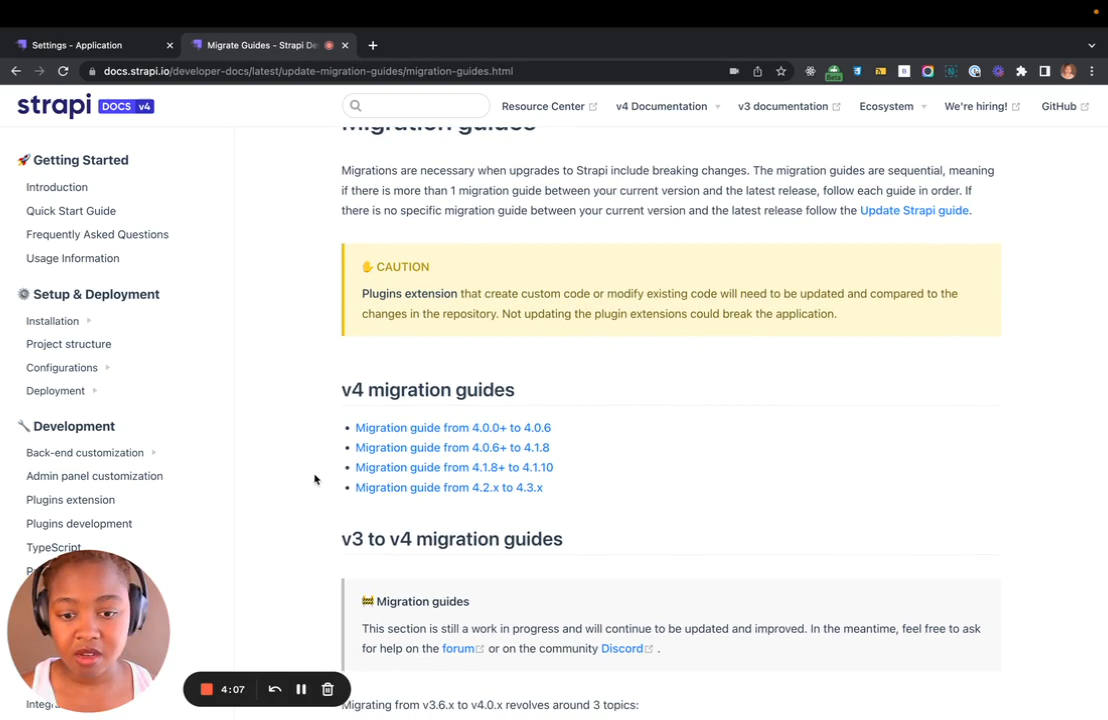 Settings - Application
Migrate Guides - Strapi De
docs.strapi.io/developer-docs/latest/update-migration-guides/migration-guides.html
Beta
strapi DOCS v4
Resource Center
v4 Documentation
v3 documentation
Ecosystem
We're hiring!
GitHub
🚀 Getting Started
Introduction
Quick Start Guide
Frequently Asked Questions
Usage Information
⚙️ Setup & Deployment
Installation
Project structure
Configurations
Deployment
🔧 Development
Back-end customization
Admin panel customization
Plugins extension
Plugins development
TypeScript
Integ
Migration guides
Migrations are necessary when upgrades to Strapi include breaking changes. The migration guides are sequential, meaning
if there is more than 1 migration guide between your current version and the latest release, follow each guide in order. If
there is no specific migration guide between your current version and the latest release follow the Update Strapi guide.
✋ CAUTION
Plugins extension that create custom code or modify existing code will need to be updated and compared to the
changes in the repository. Not updating the plugin extensions could break the application.
v4 migration guides
• Migration guide from 4.0.0+ to 4.0.6
• Migration guide from 4.0.6+ to 4.1.8
• Migration guide from 4.1.8+ to 4.1.10
• Migration guide from 4.2.x to 4.3.x
v3 to v4 migration guides
🚧 Migration guides
This section is still a work in progress and will continue to be updated and improved. In the meantime, feel free to ask
for help on the forum or on the community Discord .
Migrating from v3.6.x to v4.0.x revolves around 3 topics:
4:07